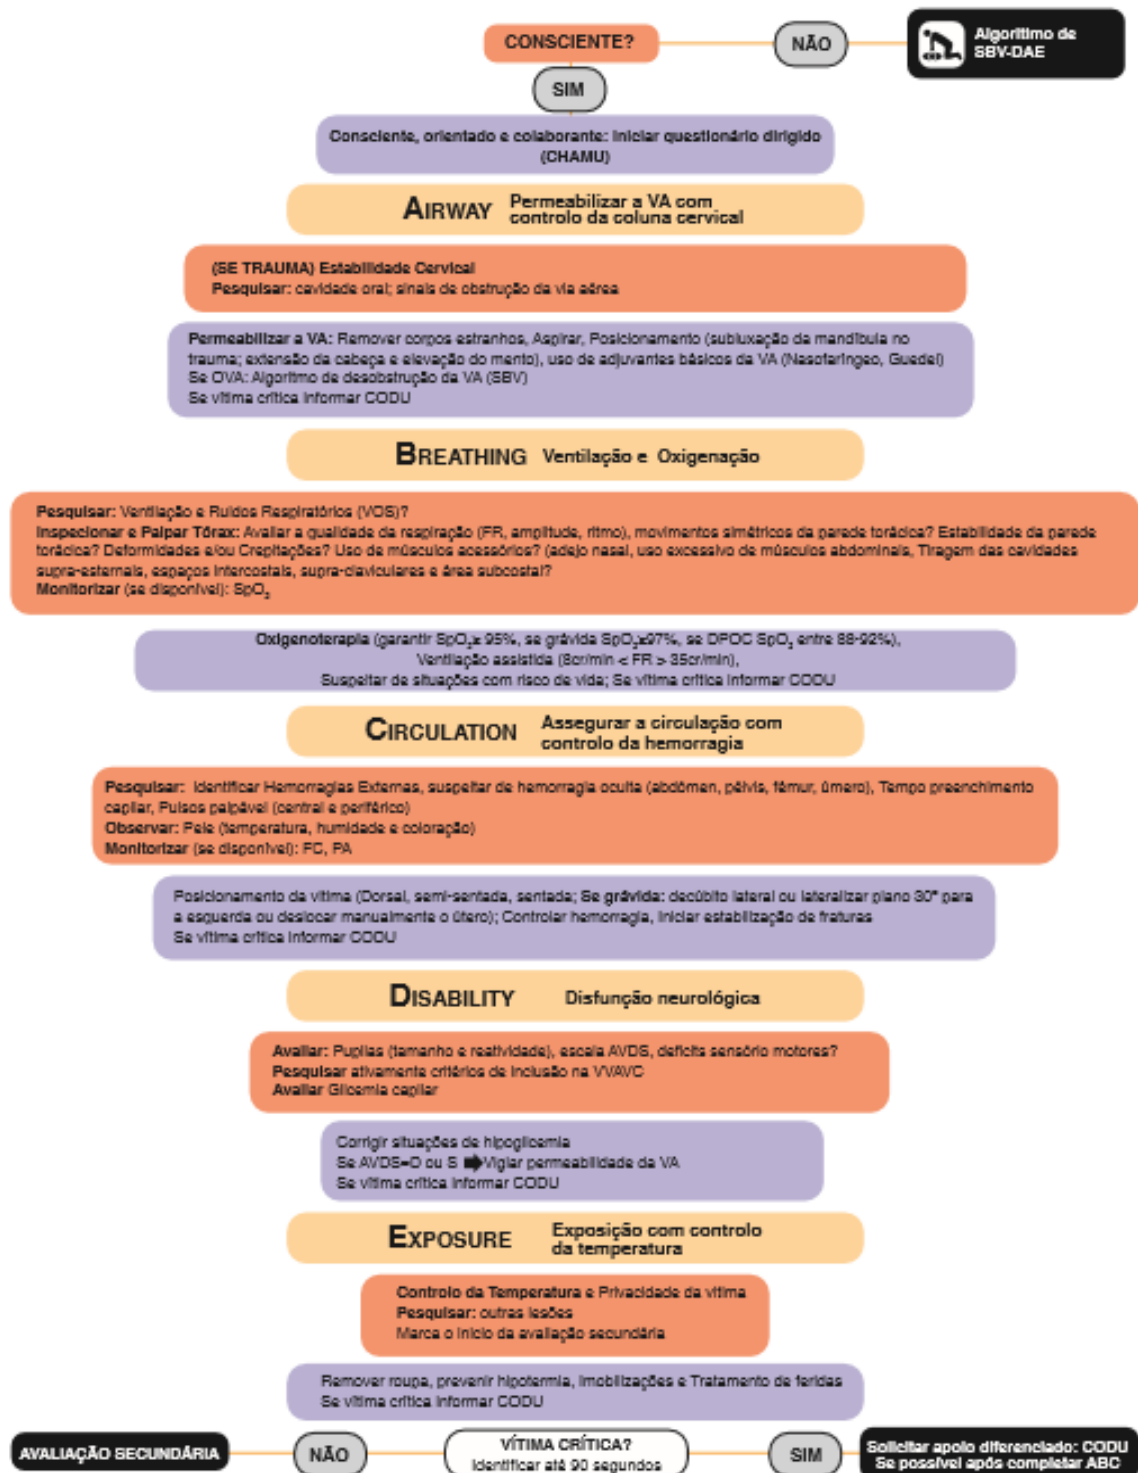 CONSCIENTE?
NÃO
Algoritimo de
SBV-DAE
SIM
Consciente, orientado e colaborante: Iniciar questionário dirigido
(CHAMU)
AIRWAY Permeabilizar a VA com
controlo da coluna cervical
(SE TRAUMA) Estabilidade Cervical
Pesquisar: cavidade oral; sinais de obstrução da via aérea
Permeabilizar a VA: Remover corpos estranhos, Aspirar, Posicionamento (subluxação da mandíbula no
trauma; extensão da cabeça e elevação do mento), uso de adjuvantes básicos da VA (Nasofaríngeo, Guedel)
Se OVA: Algoritmo de desobstrução da VA (SBV)
Se vítima crítica informar CODU
BREATHING Ventilação e Oxigenação
Pesquisar: Ventilação e Ruídos Respiratórios (VOS)?
Inspecionar e Palpar Tórax: Avaliar a qualidade da respiração (FR, amplitude, ritmo), movimentos simétricos da parede torácica? Estabilidade da parede
torácica? Deformidades e/ou Crepitações? Uso de músculos acessórios? (adejo nasal, uso excessivo de músculos abdominais, Tiragem das cavidades
supra-esternais, espaços intercostais, supra-claviculares e área subcostal?
Monitorizar (se disponível): SpO₂
Oxigenoterapia (garantir SpO₂≥ 95%, se grávida SpO₂≥97%, se DPOC SpO₂ entre 88-92%),
Ventilação assistida (8cr/min < FR > 35cr/min),
Suspeitar de situações com risco de vida; Se vítima crítica informar CODU
CIRCULATION Assegurar a circulação com
controlo da hemorragia
Pesquisar: Identificar Hemorragias Externas, suspeitar de hemorragia oculta (abdómen, pélvis, fémur, úmero), Tempo preenchimento
capilar, Pulsos palpável (central e periférico)
Observar: Pele (temperatura, humidade e coloração)
Monitorizar (se disponível): FC, PA
Posicionamento da vítima (Dorsal, semi-sentada, sentada; Se grávida: decúbito lateral ou lateralizar plano 30° para
a esquerda ou deslocar manualmente o útero); Controlar hemorragia, Iniciar estabilização de fraturas
Se vítima crítica informar CODU
DISABILITY Disfunção neurológica
Avaliar: Pupilas (tamanho e reatividade), escala AVDS, deficits sensório motores?
Pesquisar ativamente critérios de inclusão na VVAVC
Avaliar Glicemia capilar
Corrigir situações de hipoglicemia
Se AVDS=D ou S ➡Vigiar permeabilidade da VA
Se vítima crítica informar CODU
EXPOSURE Exposição com controlo
da temperatura
Controlo da Temperatura e Privacidade da vítima
Pesquisar: outras lesões
Marca o início da avaliação secundária
Remover roupa, prevenir hipotermia, Imobilizações e Tratamento de feridas
Se vítima crítica informar CODU
AVALIAÇÃO SECUNDÁRIA
NÃO
VÍTIMA CRÍTICA?
Identificar até 90 segundos
SIM
Solicitar apoio diferenciado: CODU
Se possível após completar ABC